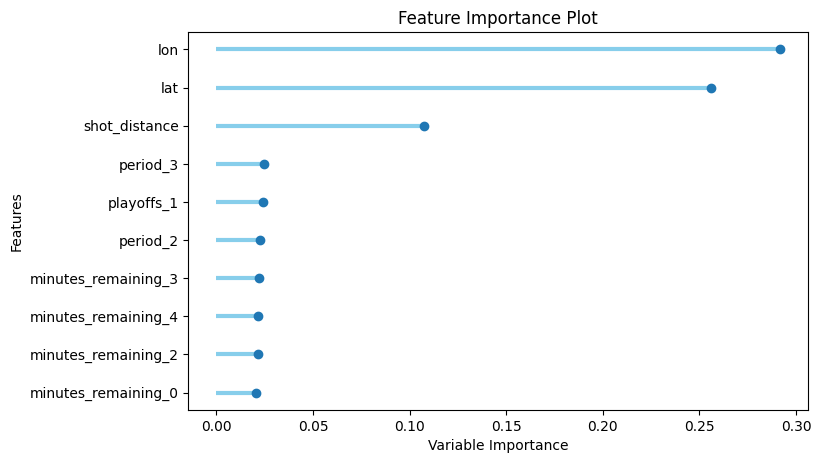 Feature Importance Plot
Features
lon
lat
shot_distance
period_3
playoffs_1
period_2
minutes_remaining_3
minutes_remaining_4
minutes_remaining_2
minutes_remaining_0
0.00 0.05 0.10 0.15 0.20 0.25 0.30
Variable Importance